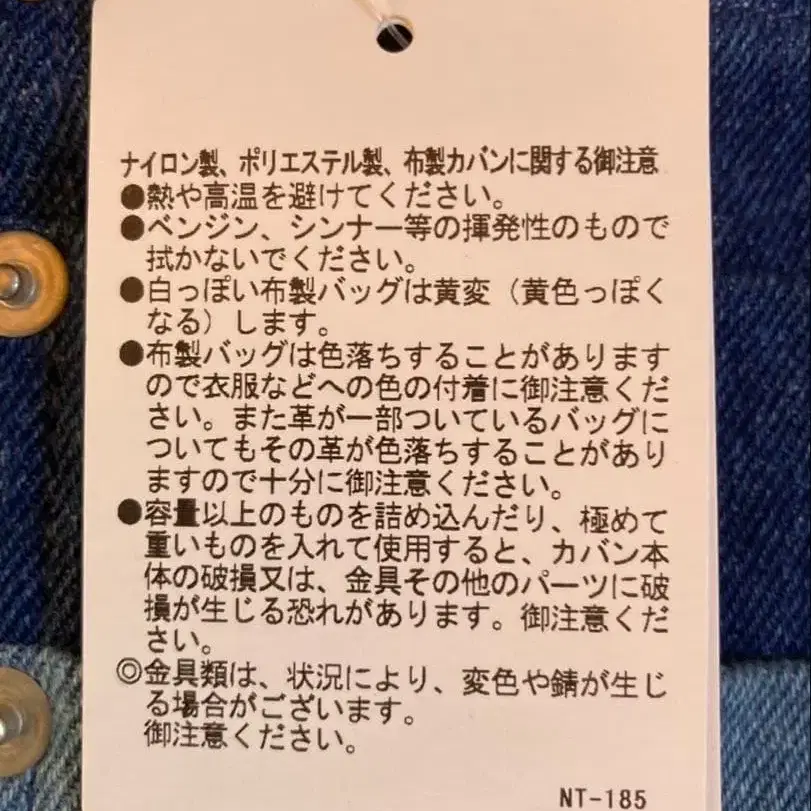 ナイロン製、ポリエステル製、布製カバンに関する御注意
●熱や高温を避けてください。
●ベンジン、シンナー等の揮発性のもので
拭かないでください。
●白っぽい布製バッグは黄変（黄色っぽく
なる）します。
●布製バッグは色落ちすることがあります
ので衣服などへの色の付着に御注意くだ
さい。また革が一部ついているバッグに
ついてもその革が色落ちすることがあり
ますので十分に御注意ください。
●容量以上のものを詰め込んだり、極めて
重いものを入れて使用すると、カバン本
体の破損又は、金具その他のパーツに破
損が生じる恐れがあります。御注意くだ
さい。
◎金具類は、状況により、変色や錆が生じ
る場合がございます。
御注意ください。
NT-185